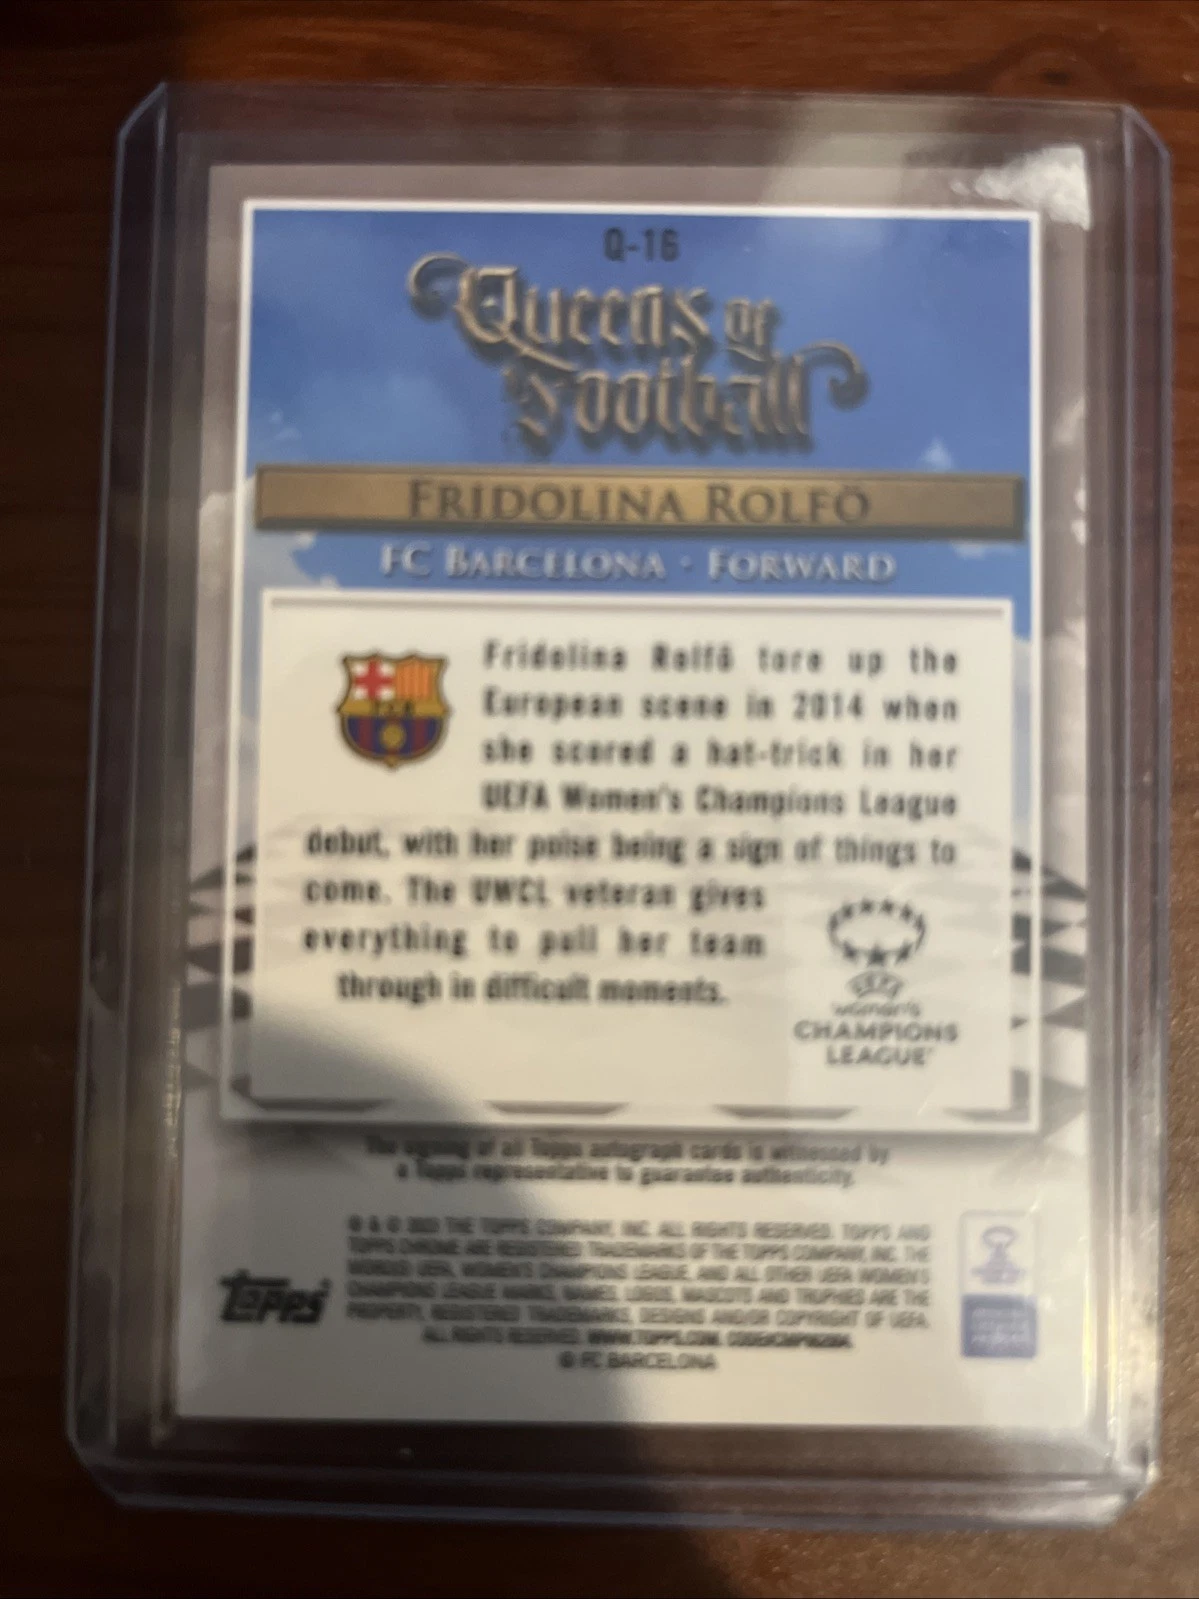 Q-16
Queens of
Football
FRIDOLINA ROLFÖ
FC BARCELONA · FORWARD
Fridolina Rolfö tore up the
European scene in 2014 when
she scored a hat-trick in her
UEFA Women's Champions League
debut, with her poise being a sign of things to
come. The UWCL veteran gives
everything to pull her team
through in difficult moments.
UEFA
women's
CHAMPIONS
LEAGUE
The signing of all Topps autograph cards is witnessed by
a Topps representative to guarantee authenticity.
Topps
THE TOPPS COMPANY, INC. ALL RIGHTS RESERVED. TOPPS AND
TOPPS CHROME ARE REGISTERED TRADEMARKS OF THE TOPPS COMPANY, INC. THE
WORDS UEFA, WOMEN'S CHAMPIONS LEAGUE, AND ALL OTHER UEFA WOMEN'S
CHAMPIONS LEAGUE MARKS, NAMES, LOGOS, MASCOTS AND TROPHIES ARE THE
PROPERTY, REGISTERED TRADEMARKS, DESIGNS AND/OR COPYRIGHT OF UEFA.
ALL RIGHTS RESERVED. WWW.TOPPS.COM.
© FC BARCELONA